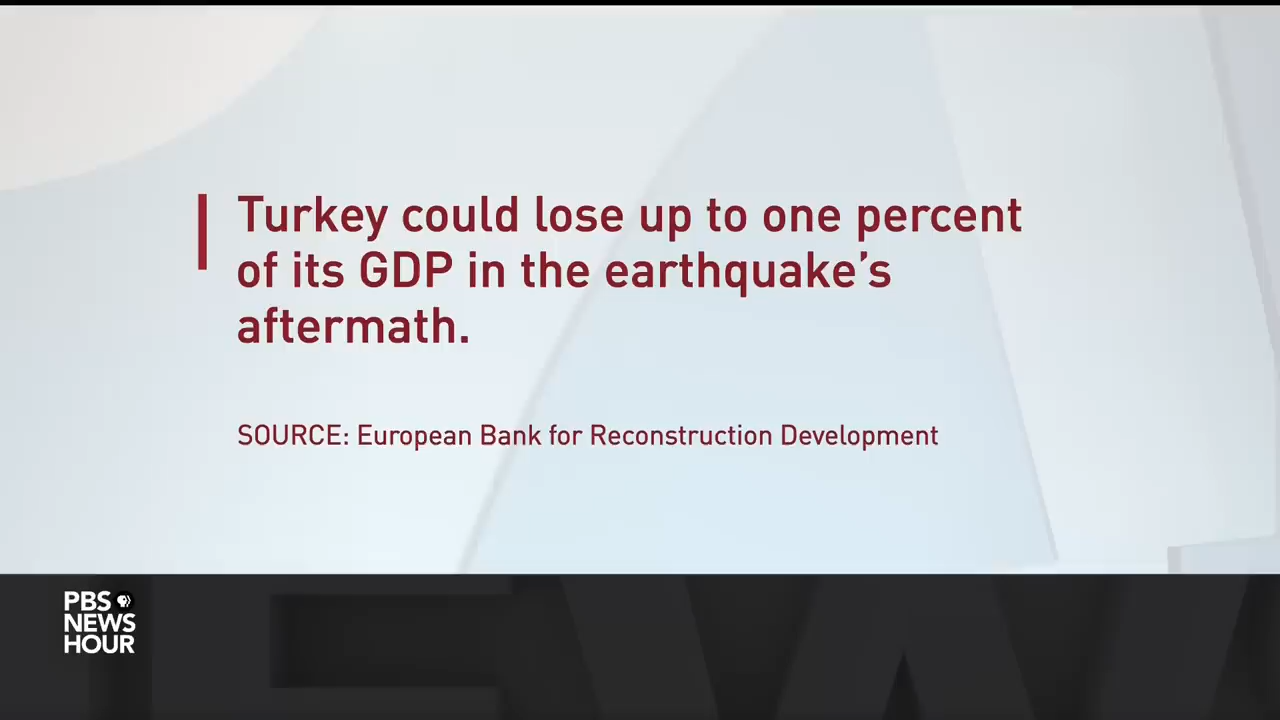 Turkey could lose up to one percent
of its GDP in the earthquake’s
aftermath.
SOURCE: European Bank for Reconstruction Development
PBS
NEWS
HOUR